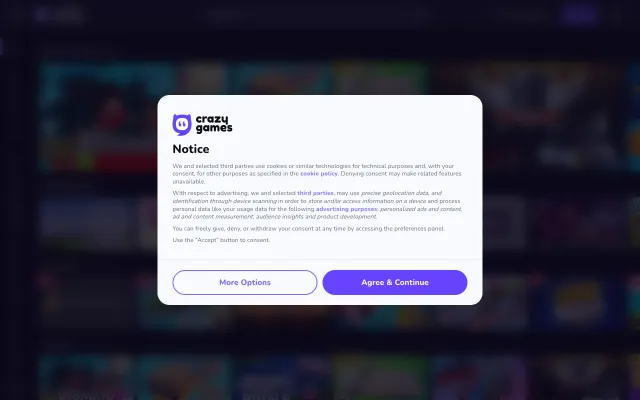 crazy
games
Notice
We and selected third parties use cookies or similar technologies for technical purposes and, with your
consent, for other purposes as specified in the cookie policy. Denying consent may make related features
unavailable.
With respect to advertising, we and selected third parties, may use precise geolocation data, and
identification through device scanning in order to store and/or access information on a device and process
personal data like your usage data for the following advertising purposes: personalized ads and content,
ad and content measurement, audience insights and product development.
You can freely give, deny, or withdraw your consent at any time by accessing the preferences panel.
Use the "Accept" button to consent.
More Options
Agree & Continue